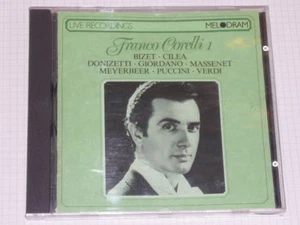 LIVE RECORDINGS
MELODRAM
Franco Corelli 1
BIZET · CILEA
DONIZETTI · GIORDANO · MASSENET
MEYERBEER · PUCCINI · VERDI